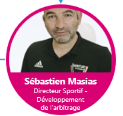 Sébastien Masias
Directeur Sportif -
Développement
de l'arbitrage